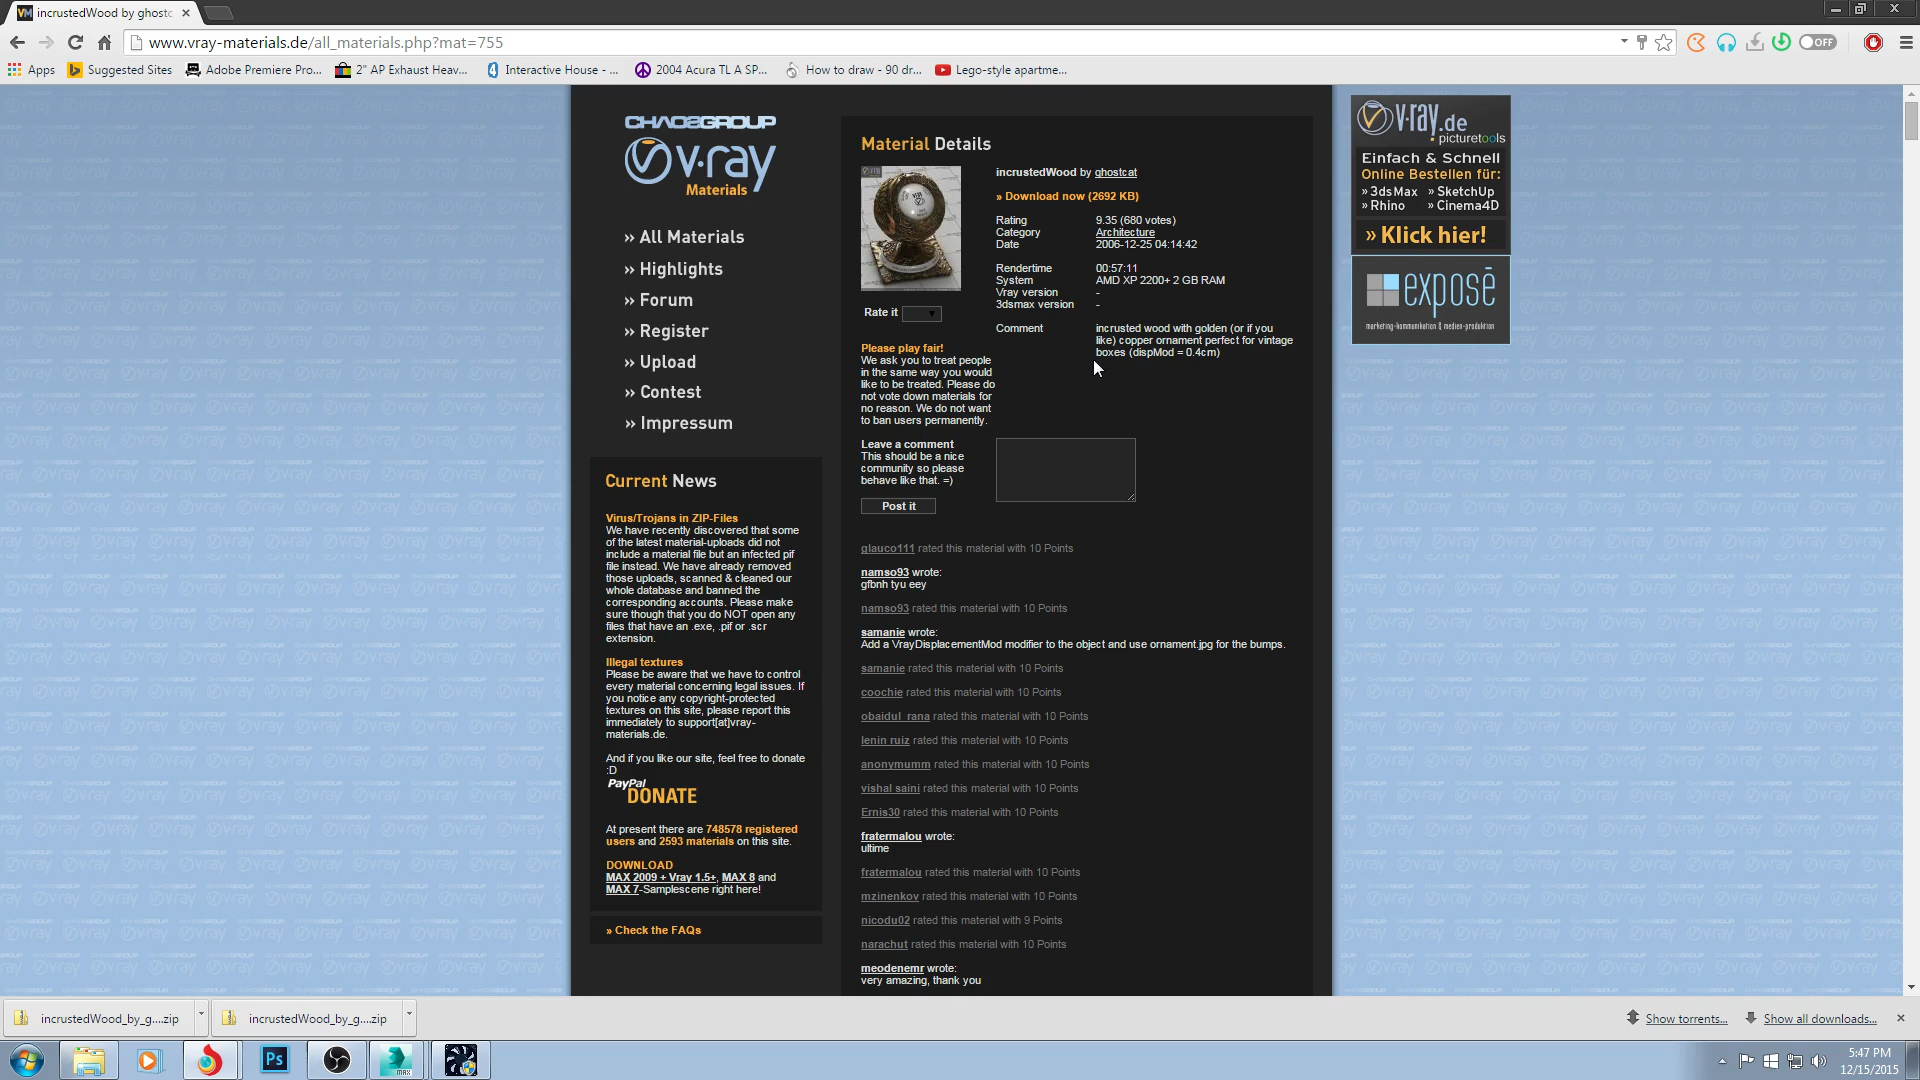 incrustedWood by ghostc
www.vray-materials.de/all_materials.php?mat=755
OFF
Apps
Suggested Sites
Adobe Premiere Pro...
2" AP Exhaust Heav...
Interactive House - ...
2004 Acura TL A SP...
How to draw - 90 dr...
Lego-style apartme...
CHAOSGROUP
v·ray
Materials
» All Materials
» Highlights
» Forum
» Register
» Upload
» Contest
» Impressum
Current News
Virus/Trojans in ZIP-Files
We have recently discovered that some
of the latest material-uploads did not
include a material file but an infected pif
file instead. We have already removed
those uploads, scanned & cleaned our
whole database and banned the
corresponding accounts. Please make
sure though that you do NOT open any
files that have an .exe, .pif or .scr
extension.
Illegal textures
Please be aware that we have to control
every material concerning legal issues. If
you notice any copyright-protected
textures on this site, please report this
immediately to support[at]vray-
materials.de.
And if you like our site, feel free to donate
:D
PayPal
DONATE
At present there are 748578 registered
users and 2593 materials on this site.
DOWNLOAD
MAX 2009 + Vray 1.5+, MAX 8 and
MAX 7-Samplescene right here!
» Check the FAQs
Material Details
incrustedWood by ghostcat
» Download now (2692 KB)
Rating 9.35 (680 votes)
Category Architecture
Date 2006-12-25 04:14:42
Rendertime 00:57:11
System AMD XP 2200+ 2 GB RAM
Vray version -
3dsmax version -
Comment incrusted wood with golden (or if you
like) copper ornament perfect for vintage
boxes (dispMod = 0.4cm)
Rate it
Please play fair!
We ask you to treat people
in the same way you would
like to be treated. Please do
not vote down materials for
no reason. We do not want
to ban users permanently.
Leave a comment
This should be a nice
community so please
behave like that. =)
Post it
glauco111 rated this material with 10 Points
namso93 wrote:
gfbnh tyu eey
namso93 rated this material with 10 Points
samanie wrote:
Add a VrayDisplacementMod modifier to the object and use ornament.jpg for the bumps.
samanie rated this material with 10 Points
coochie rated this material with 10 Points
obaidul_rana rated this material with 10 Points
lenin ruiz rated this material with 10 Points
anonymumm rated this material with 10 Points
vishal saini rated this material with 10 Points
Ernis30 rated this material with 10 Points
fratermalou wrote:
ultime
fratermalou rated this material with 10 Points
mzinenkov rated this material with 10 Points
nicodu02 rated this material with 9 Points
narachut rated this material with 10 Points
meodenemr wrote:
very amazing, thank you
v·ray.de
picturetools
Einfach & Schnell
Online Bestellen für:
» 3dsMax » SketchUp
» Rhino » Cinema4D
» Klick hier!
exposē
marketing-kommunikation & medien-produktion
incrustedWood_by_g....zip
incrustedWood_by_g....zip
Show torrents...
Show all downloads...
Ps
MAX
5:47 PM
12/15/2015